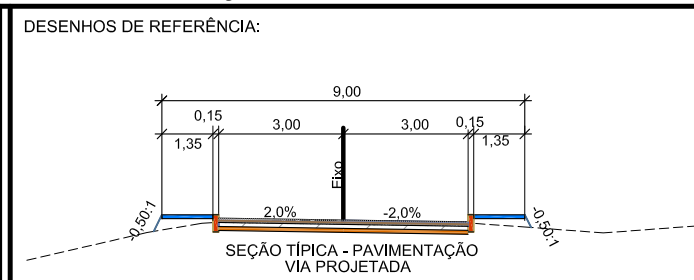 DESENHOS DE REFERÊNCIA:
9,00
0,15 0,15
1,35 3,00 3,00 1,35
Eixo
2,0% -2,0%
-0,50:1 -0,50:1
SEÇÃO TÍPICA - PAVIMENTAÇÃO
VIA PROJETADA